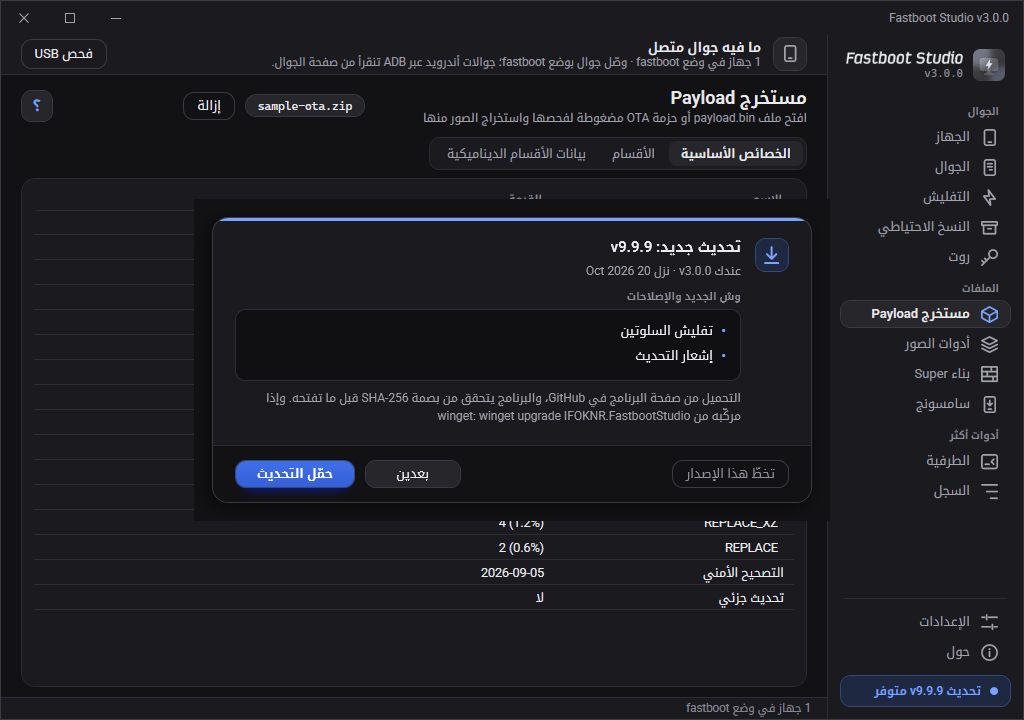 Fastboot Studio v3.0.0
Fastboot Studio
v3.0.0
الجوال
الجهاز
الجوال
التفليش
النسخ الاحتياطي
روت
الملفات
مستخرج Payload
أدوات الصور
بناء Super
سامسونج
أدوات أكثر
الطرفية
السجل
الإعدادات
حول
تحديث v9.9.9 متوفر
ما فيه جوال متصل
1 جهاز في وضع fastboot · وصّل جوال بوضع fastboot؛ جوالات أندرويد عبر ADB تنقرأ من صفحة الجوال.
فحص USB
مستخرج Payload
افتح ملف payload.bin أو حزمة OTA مضغوطة لفحصها واستخراج الصور منها
sample-ota.zip
إزالة
؟
الخصائص الأساسية
الأقسام
بيانات الأقسام الديناميكية
تحديث جديد: v9.9.9
عندك v3.0.0 · نزل 20 Oct 2026
وش الجديد والإصلاحات
• تفليش السلوتين
• إشعار التحديث
التحميل من صفحة البرنامج في GitHub، والبرنامج يتحقق من بصمة SHA-256 قبل ما تفتحه. وإذا
مركّبه من winget: winget upgrade IFOKNR.FastbootStudio
تخطّ هذا الإصدار
بعدين
حمّل التحديث
REPLACE_XZ 4 (1.2%)
REPLACE 2 (0.6%)
التصحيح الأمني 2026-09-05
تحديث جزئي لا
1 جهاز في وضع fastboot